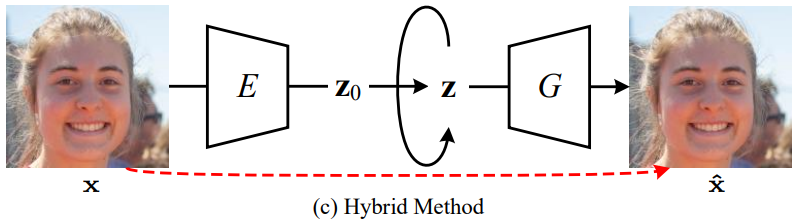 E z₀ z G
x x̂
(c) Hybrid Method